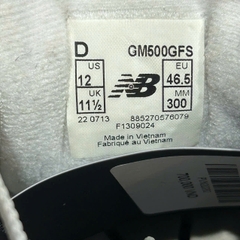 D GM500GFS
US EU
12 NB 46.5
UK MM
11½ 300
22 0713 885270576079
F1309024
Made in Vietnam
Fabriqué au Vietnam